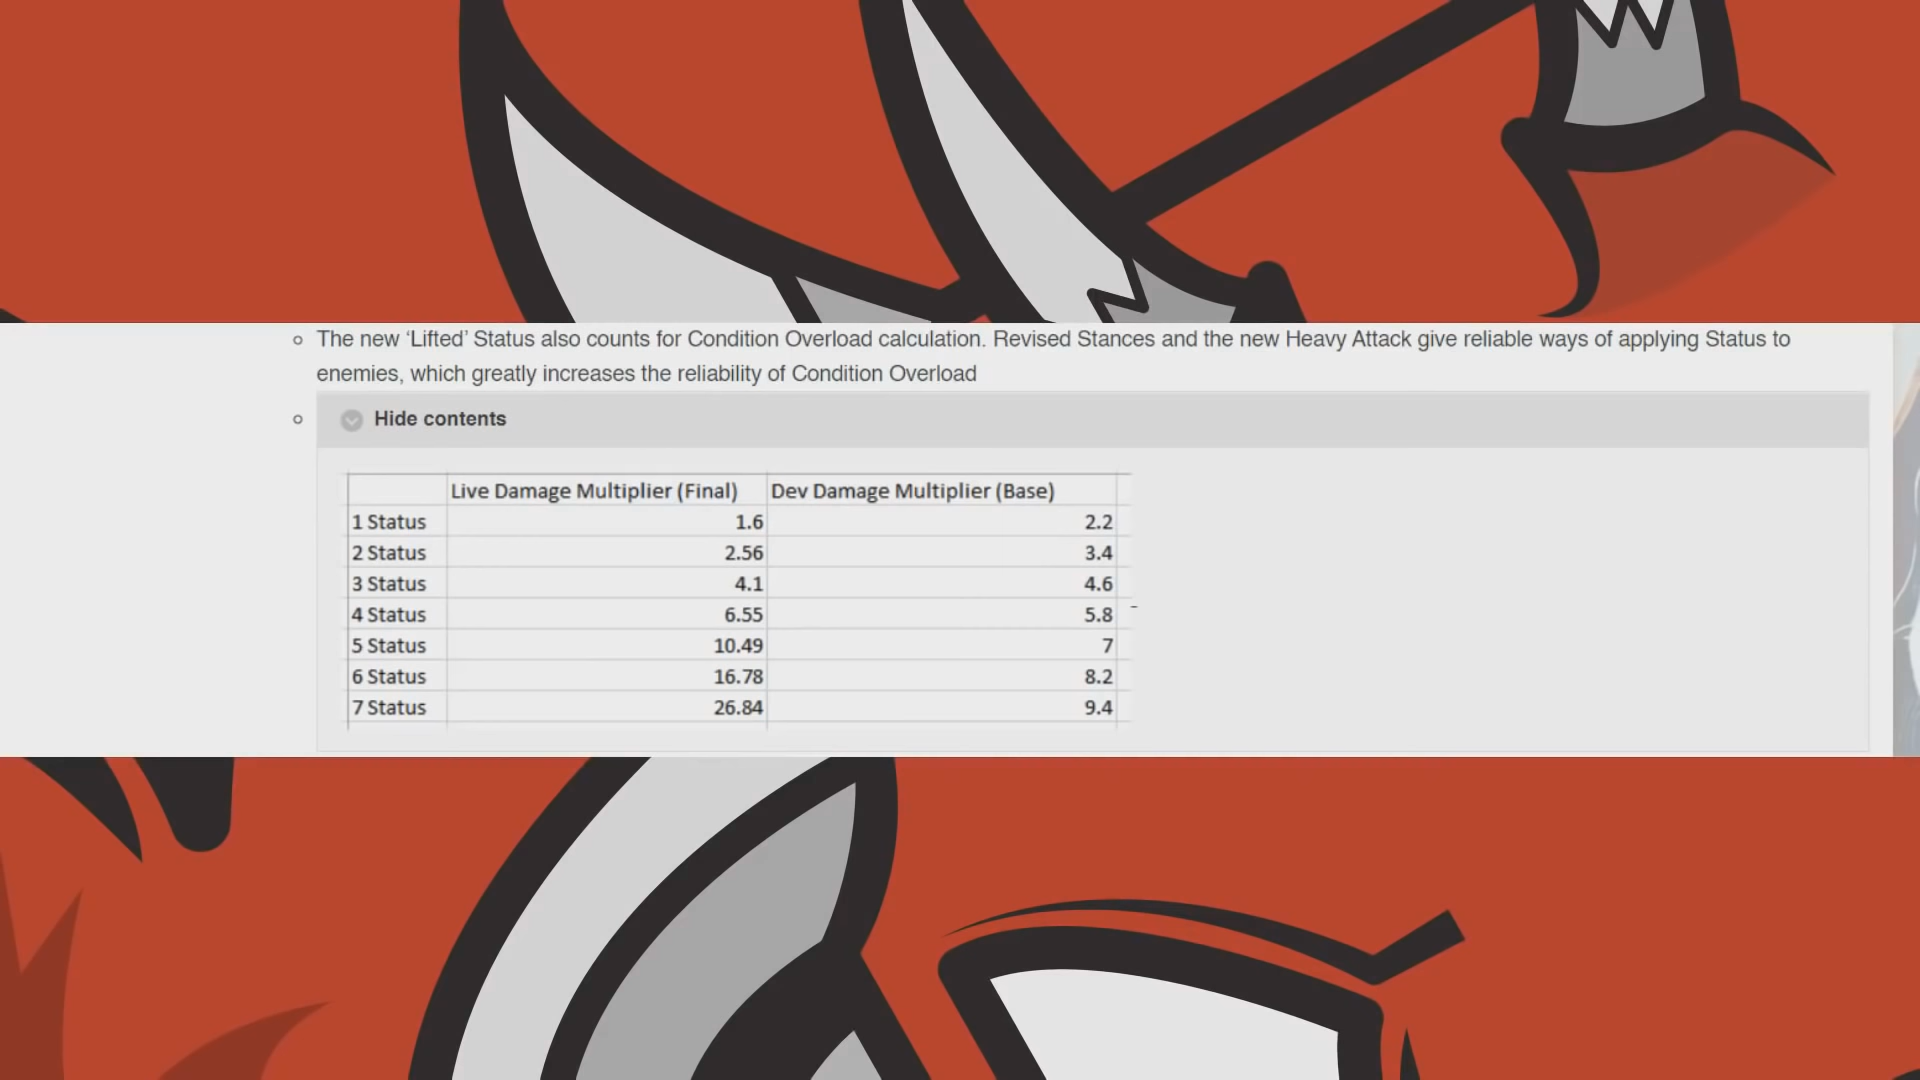 The new ‘Lifted’ Status also counts for Condition Overload calculation. Revised Stances and the new Heavy Attack give reliable ways of applying Status to
enemies, which greatly increases the reliability of Condition Overload
Hide contents
Live Damage Multiplier (Final) Dev Damage Multiplier (Base)
1 Status 1.6 2.2
2 Status 2.56 3.4
3 Status 4.1 4.6
4 Status 6.55 5.8
5 Status 10.49 7
6 Status 16.78 8.2
7 Status 26.84 9.4